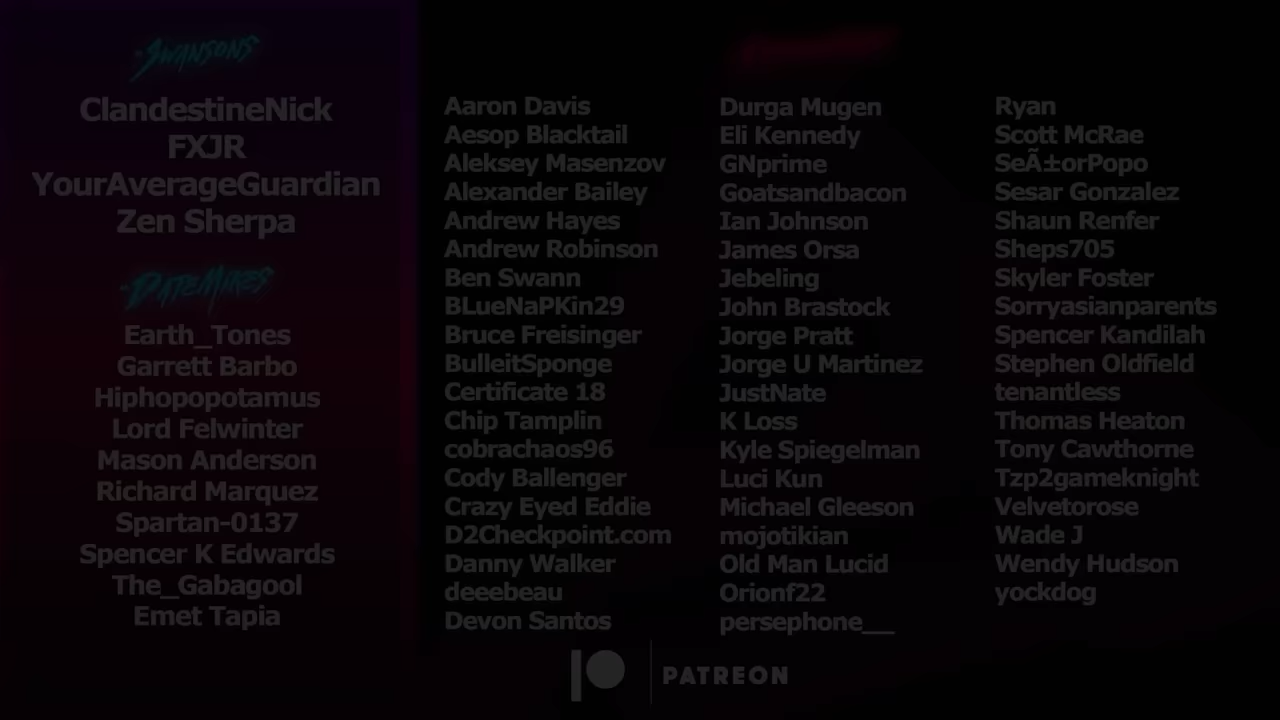 Swansons
ClandestineNick
FXJR
YourAverageGuardian
Zen Sherpa
DateMikes
Earth_Tones
Garrett Barbo
Hiphopopotamus
Lord Felwinter
Mason Anderson
Richard Marquez
Spartan-0137
Spencer K Edwards
The_Gabagool
Emet Tapia
Aaron Davis
Aesop Blacktail
Aleksey Masenzov
Alexander Bailey
Andrew Hayes
Andrew Robinson
Ben Swann
BLueNaPKin29
Bruce Freisinger
BulleitSponge
Certificate 18
Chip Tamplin
cobrachaos96
Cody Ballenger
Crazy Eyed Eddie
D2Checkpoint.com
Danny Walker
deeebeau
Devon Santos
Durga Mugen
Eli Kennedy
GNprime
Goatsandbacon
Ian Johnson
James Orsa
Jebeling
John Brastock
Jorge Pratt
Jorge U Martinez
JustNate
K Loss
Kyle Spiegelman
Luci Kun
Michael Gleeson
mojotikian
Old Man Lucid
Orionf22
persephone__
Ryan
Scott McRae
SeÃ±orPopo
Sesar Gonzalez
Shaun Renfer
Sheps705
Skyler Foster
Sorryasianparents
Spencer Kandilah
Stephen Oldfield
tenantless
Thomas Heaton
Tony Cawthorne
Tzp2gameknight
Velvetorose
Wade J
Wendy Hudson
yockdog
PATREON